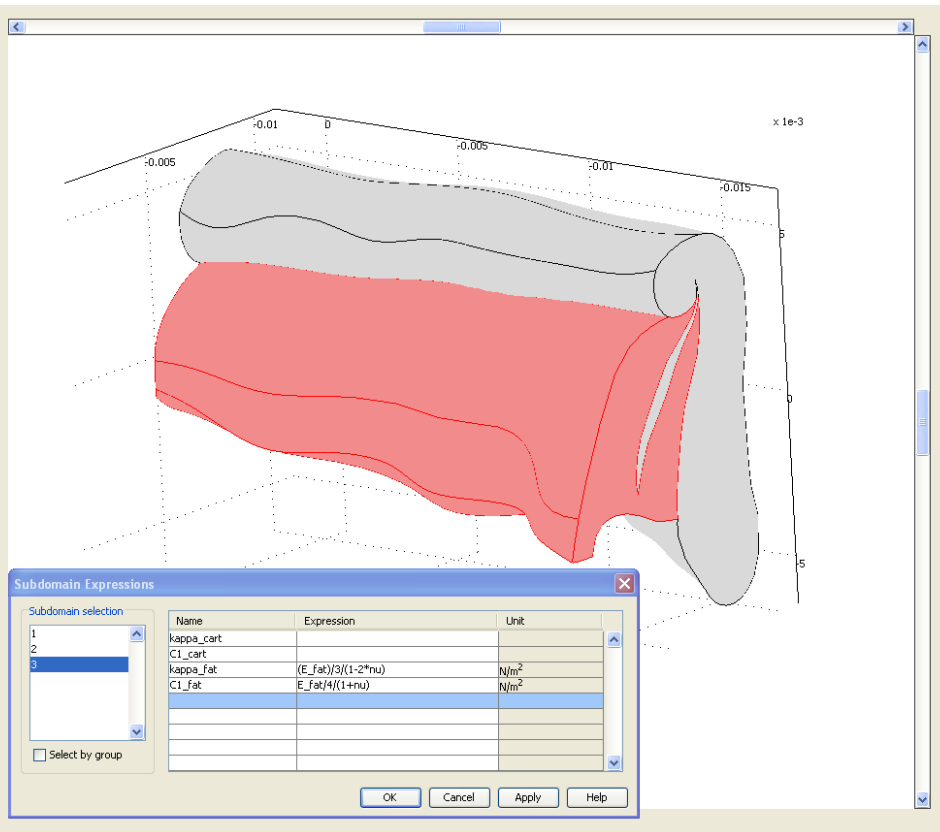 x 1e-3
-0.01
0
-0.005
-0.005
-0.01
-0.015
5
0
-5
Subdomain Expressions
Subdomain selection
1
2
3
Select by group
Name Expression Unit
kappa_cart
C1_cart
kappa_fat (E_fat)/3/(1-2*nu) N/m²
C1_fat E_fat/4/(1+nu) N/m²
OK Cancel Apply Help